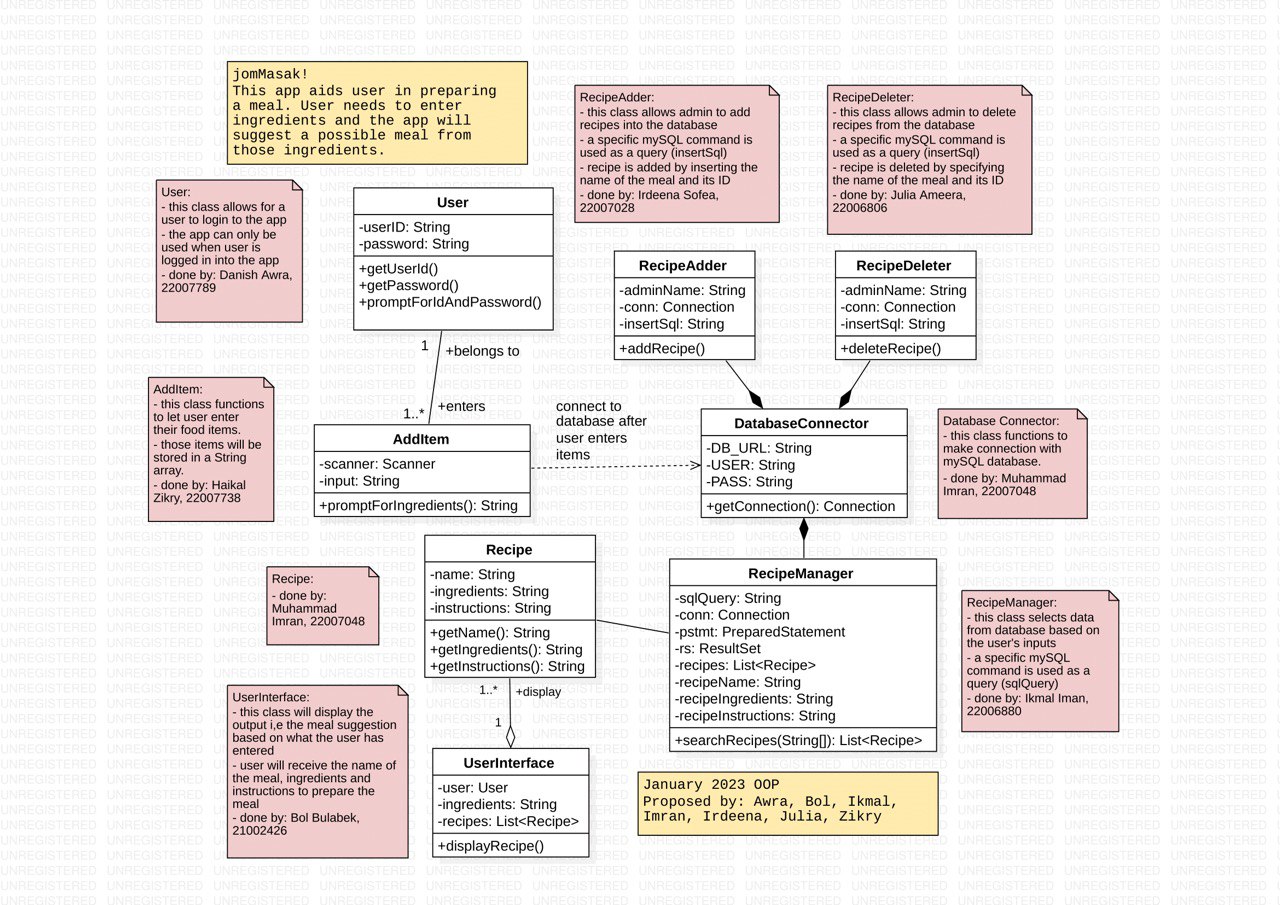 jomMasak!
This app aids user in preparing
a meal. User needs to enter
ingredients and the app will
suggest a possible meal from
those ingredients.
RecipeAdder:
- this class allows admin to add
recipes into the database
- a specific mySQL command is
used as a query (insertSql)
- recipe is added by inserting the
name of the meal and its ID
- done by: Irdeena Sofea,
22007028
RecipeDeleter:
- this class allows admin to delete
recipes from the database
- a specific mySQL command is
used as a query (insertSql)
- recipe is deleted by specifying
the name of the meal and its ID
- done by: Julia Ameera,
22006806
User:
- this class allows for a
user to login to the app
- the app can only be
used when user is
logged in into the app
- done by: Danish Awra,
22007789
User
-userID: String
-password: String
+getUserId()
+getPassword()
+promptForIdAndPassword()
RecipeAdder
-adminName: String
-conn: Connection
-insertSql: String
+addRecipe()
RecipeDeleter
-adminName: String
-conn: Connection
-insertSql: String
+deleteRecipe()
1
+belongs to
1..*
+enters
AddItem:
- this class functions
to let user enter
their food items.
- those items will be
stored in a String
array.
- done by: Haikal
Zikry, 22007738
AddItem
-scanner: Scanner
-input: String
+promptForIngredients(): String
connect to
database after
user enters
items
DatabaseConnector
-DB_URL: String
-USER: String
-PASS: String
+getConnection(): Connection
Database Connector:
- this class functions to
make connection with
mySQL database.
- done by: Muhammad
Imran, 22007048
Recipe:
- done by:
Muhammad
Imran, 22007048
Recipe
-name: String
-ingredients: String
-instructions: String
+getName(): String
+getIngredients(): String
+getInstructions(): String
RecipeManager
-sqlQuery: String
-conn: Connection
-pstmt: PreparedStatement
-rs: ResultSet
-recipes: List<Recipe>
-recipeName: String
-recipeIngredients: String
-recipeInstructions: String
+searchRecipes(String[]): List<Recipe>
RecipeManager:
- this class selects data
from database based on
the user's inputs
- a specific mySQL
command is used as a
query (sqlQuery)
- done by: Ikmal Iman,
22006880
1..*
+display
1
UserInterface:
- this class will display the
output i,e the meal suggestion
based on what the user has
entered
- user will receive the name of
the meal, ingredients and
instructions to prepare the
meal
- done by: Bol Bulabek,
21002426
UserInterface
-user: User
-ingredients: String
-recipes: List<Recipe>
+displayRecipe()
January 2023 OOP
Proposed by: Awra, Bol, Ikmal,
Imran, Irdeena, Julia, Zikry
UNREGISTERED